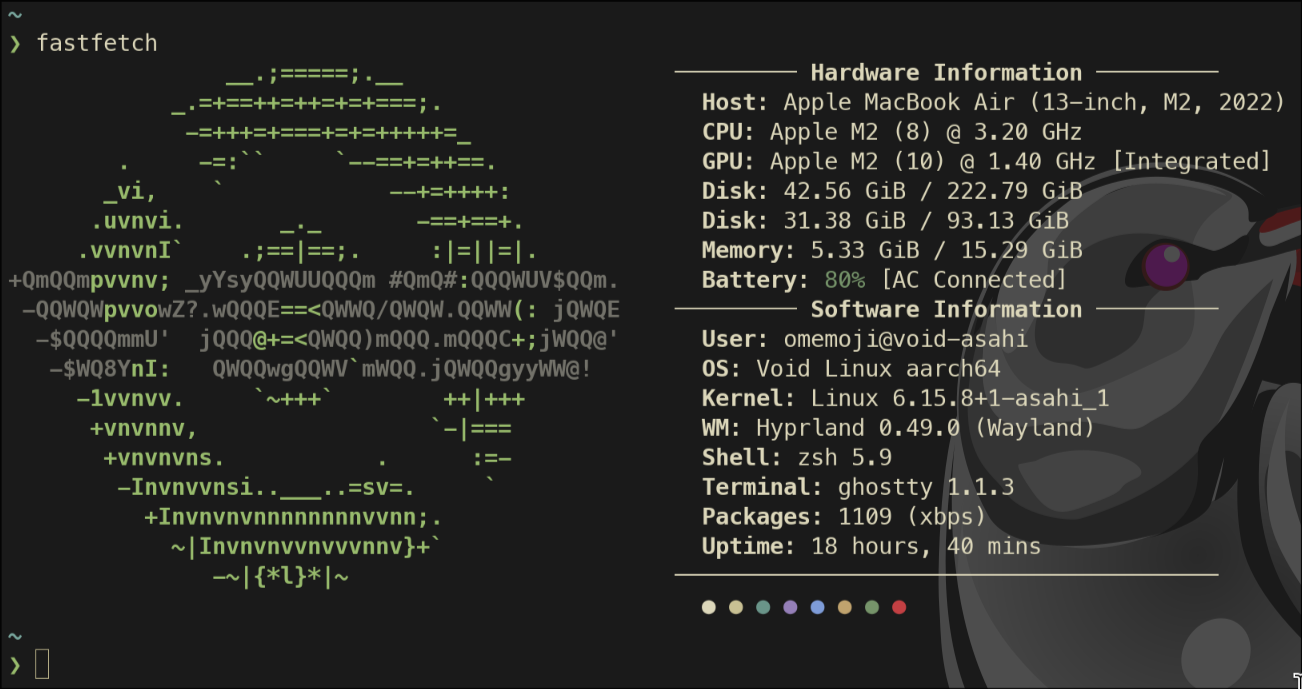 ~
❯ fastfetch
__.;=====;.__
_.=+==++=++=+=+===;.
-=+++=+===+=+=+++++=_
. -=:`` `--==+=++==.
_vi, ` --+=++++:
.uvnvi. _._ -==+==+.
.vvnvnI` .;==|==;. :|=||=|.
+QmQQmpvvnv; _yYsyQQWUUQQQm #QmQ#:QQQWUV$QQm.
-QQWQWpvvowZ?.wQQQE==<QWWQ/QWQW.QQWW(: jQWQE
-$QQQQmmU' jQQQ@+=<QWQQ)mQQQ.mQQQC+;jWQQ@'
-$WQ8YnI: QWQQwgQQWV`mWQQ.jQWQQgyyWW@!
-1vvnvv. `~+++` ++|+++
+vnvnnv, `-|===
+vnvnvns. . :=-
-Invnvvnsi..___..=sv=. `
+Invnvnvnnnnnnnnvvnn;.
~|Invnvnvvnvvvnnv}+`
-~|{*l}*|~
Hardware Information
Host: Apple MacBook Air (13-inch, M2, 2022)
CPU: Apple M2 (8) @ 3.20 GHz
GPU: Apple M2 (10) @ 1.40 GHz [Integrated]
Disk: 42.56 GiB / 222.79 GiB
Disk: 31.38 GiB / 93.13 GiB
Memory: 5.33 GiB / 15.29 GiB
Battery: 80% [AC Connected]
Software Information
User: omemoji@void-asahi
OS: Void Linux aarch64
Kernel: Linux 6.15.8+1-asahi_1
WM: Hyprland 0.49.0 (Wayland)
Shell: zsh 5.9
Terminal: ghostty 1.1.3
Packages: 1109 (xbps)
Uptime: 18 hours, 40 mins
~
❯